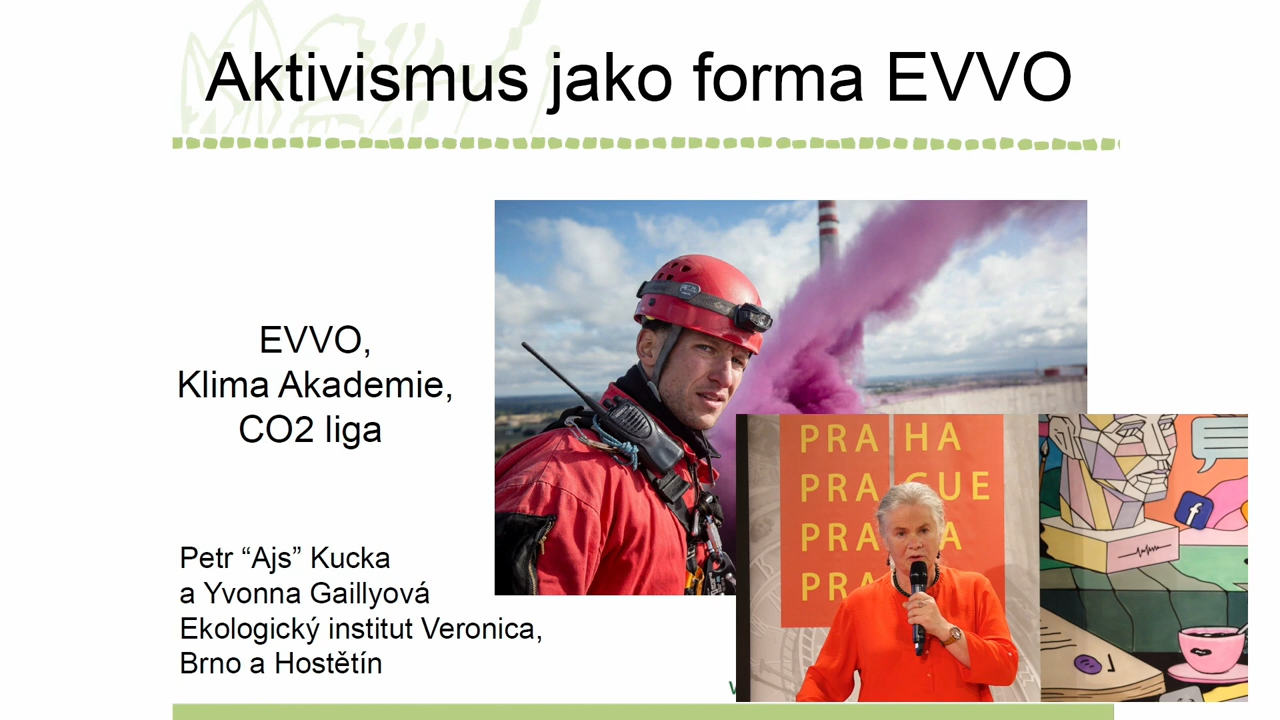 Aktivismus jako forma EVVO
EVVO,
Klima Akademie,
CO2 liga
Petr “Ajs” Kucka
a Yvonna Gaillyová
Ekologický institut Veronica,
Brno a Hostětín
PRA HA
PRA GUE
PRA
PRA
f